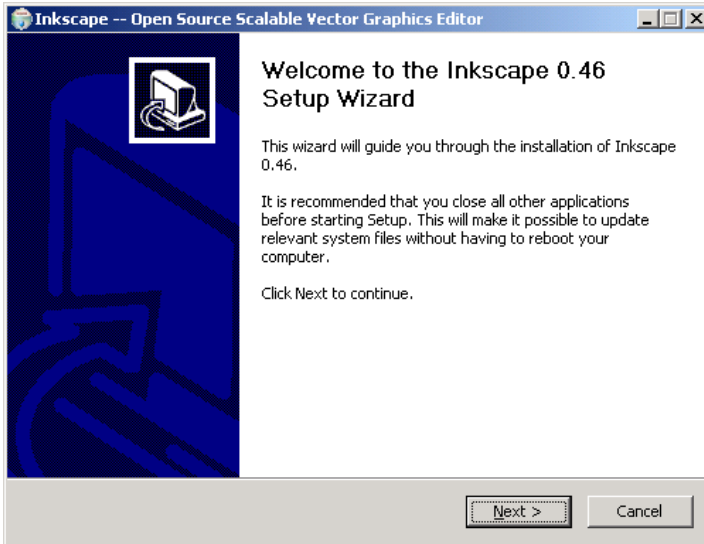 Inkscape -- Open Source Scalable Vector Graphics Editor
Welcome to the Inkscape 0.46
Setup Wizard
This wizard will guide you through the installation of Inkscape
0.46.
It is recommended that you close all other applications
before starting Setup. This will make it possible to update
relevant system files without having to reboot your
computer.
Click Next to continue.
Next >
Cancel